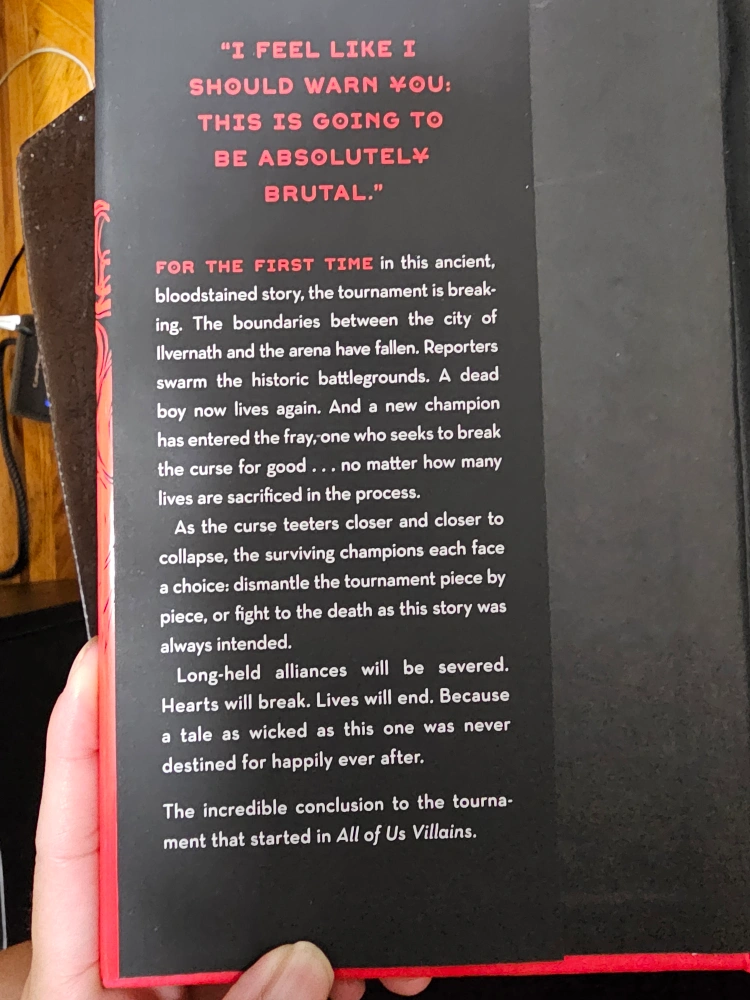 "I FEEL LIKE I
SHOULD WARN YOU:
THIS IS GOING TO
BE ABSOLUTELY
BRUTAL."
FOR THE FIRST TIME in this ancient,
bloodstained story, the tournament is break-
ing. The boundaries between the city of
Ilvernath and the arena have fallen. Reporters
swarm the historic battlegrounds. A dead
boy now lives again. And a new champion
has entered the fray, one who seeks to break
the curse for good . . . no matter how many
lives are sacrificed in the process.
As the curse teeters closer and closer to
collapse, the surviving champions each face
a choice: dismantle the tournament piece by
piece, or fight to the death as this story was
always intended.
Long-held alliances will be severed.
Hearts will break. Lives will end. Because
a tale as wicked as this one was never
destined for happily ever after.
The incredible conclusion to the tourna-
ment that started in All of Us Villains.